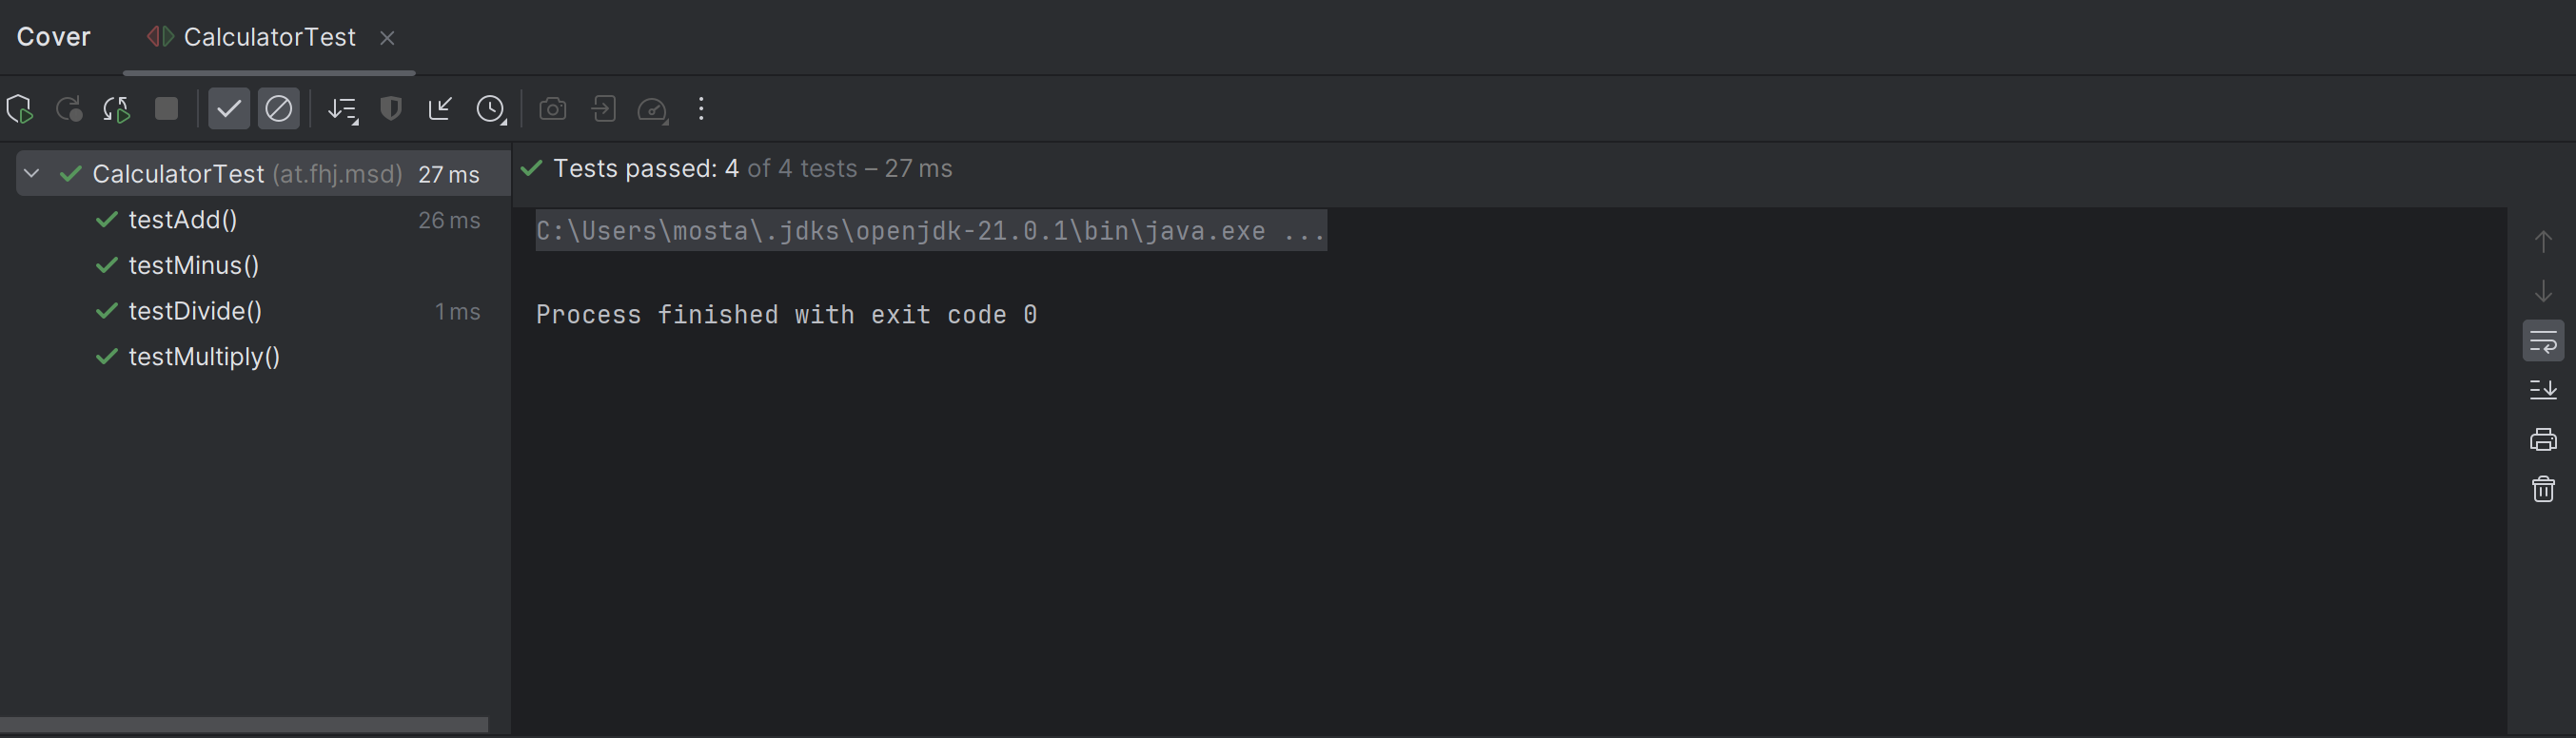 Cover CalculatorTest
CalculatorTest (at.fhj.msd) 27 ms
testAdd() 26 ms
testMinus()
testDivide() 1 ms
testMultiply()
Tests passed: 4 of 4 tests – 27 ms
C:\Users\mosta\.jdks\openjdk-21.0.1\bin\java.exe ...
Process finished with exit code 0